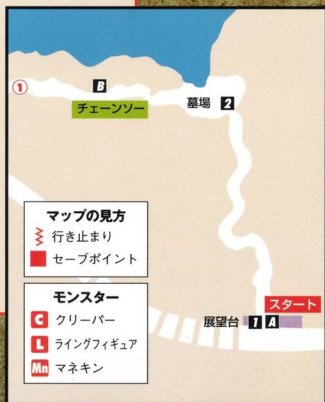 ①
B
チェーンソー
墓場 2
マップの見方
行き止まり
セーブポイント
モンスター
C クリーパー
L ライングフィギュア
Mn マネキン
スタート
展望台 1 A